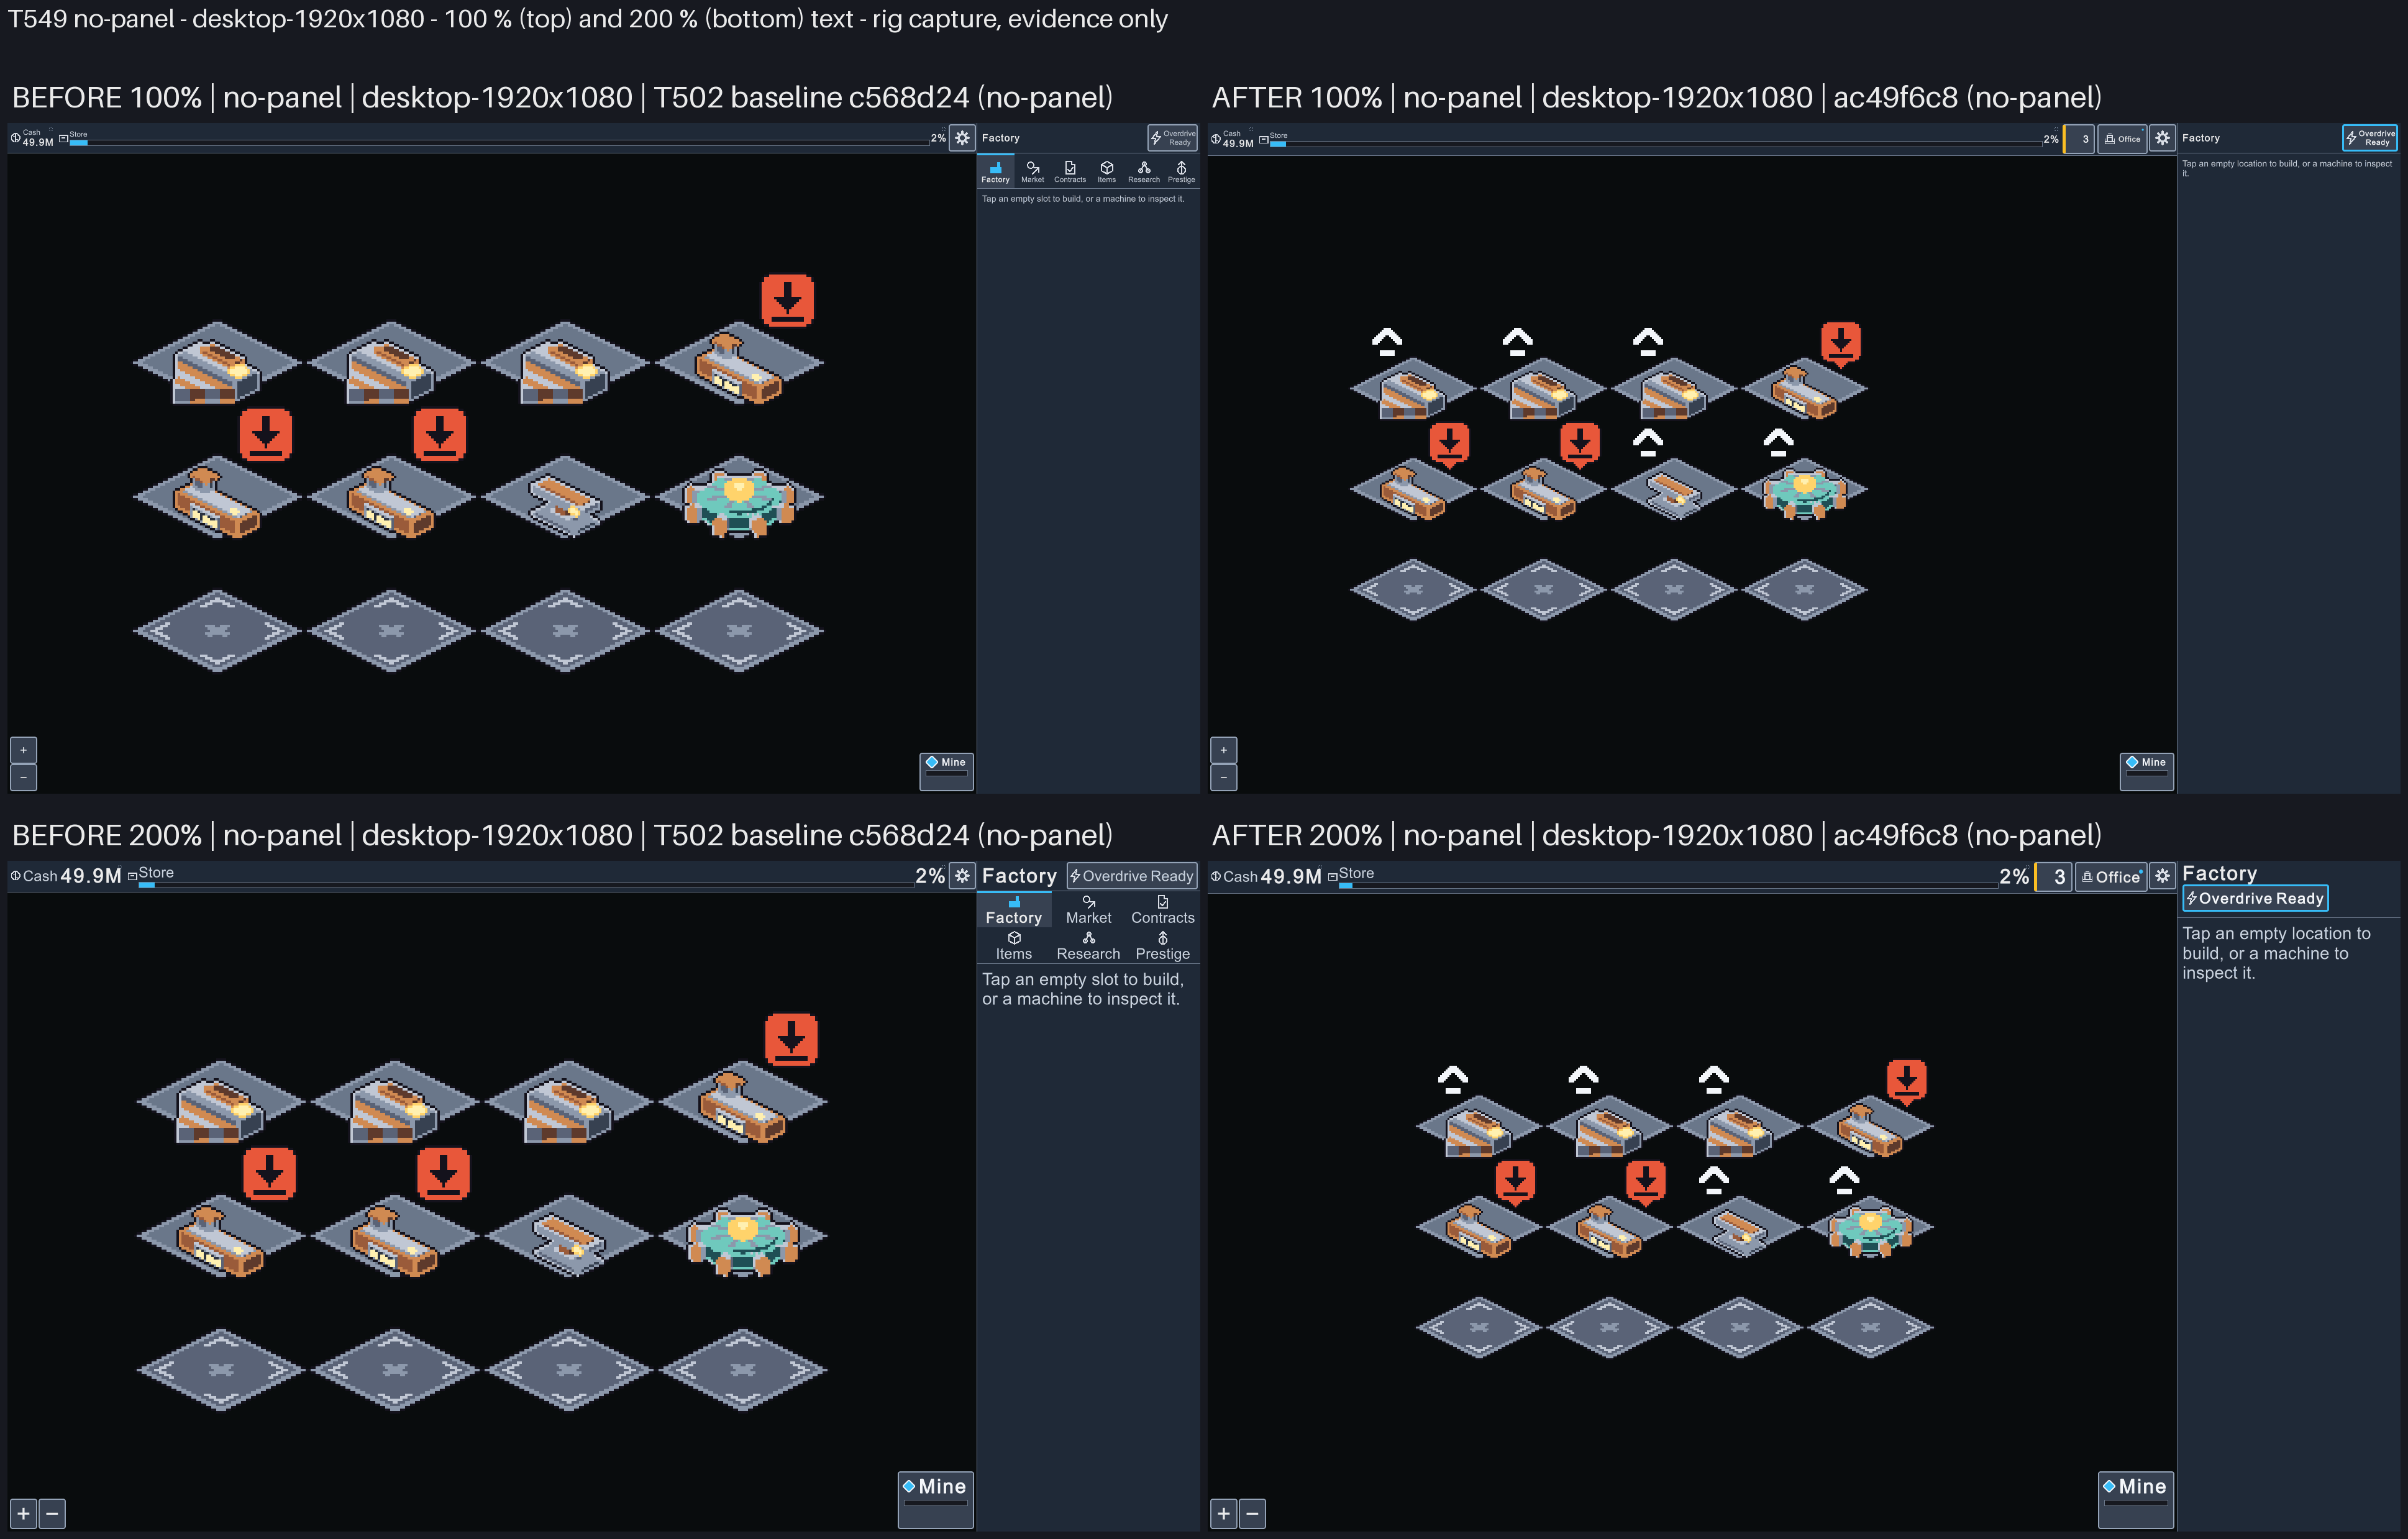 T549 no-panel - desktop-1920x1080 - 100 % (top) and 200 % (bottom) text - rig capture, evidence only
BEFORE 100% | no-panel | desktop-1920x1080 | T502 baseline c568d24 (no-panel)
Cash
49.9M
Store
2%
Factory
Overdrive
Ready
Factory
Market
Contracts
Items
Research
Prestige
Tap an empty slot to build, or a machine to inspect it.
+
−
Mine
AFTER 100% | no-panel | desktop-1920x1080 | ac49f6c8 (no-panel)
Cash
49.9M
Store
2%
3
Office
Factory
Overdrive
Ready
Tap an empty location to build, or a machine to inspect
it.
+
−
Mine
BEFORE 200% | no-panel | desktop-1920x1080 | T502 baseline c568d24 (no-panel)
Cash 49.9M
Store
2%
Factory
Overdrive Ready
Factory
Market
Contracts
Items
Research
Prestige
Tap an empty slot to build,
or a machine to inspect it.
+
−
Mine
AFTER 200% | no-panel | desktop-1920x1080 | ac49f6c8 (no-panel)
Cash 49.9M
Store
2%
3
Office
Factory
Overdrive Ready
Tap an empty location to
build, or a machine to
inspect it.
+
−
Mine